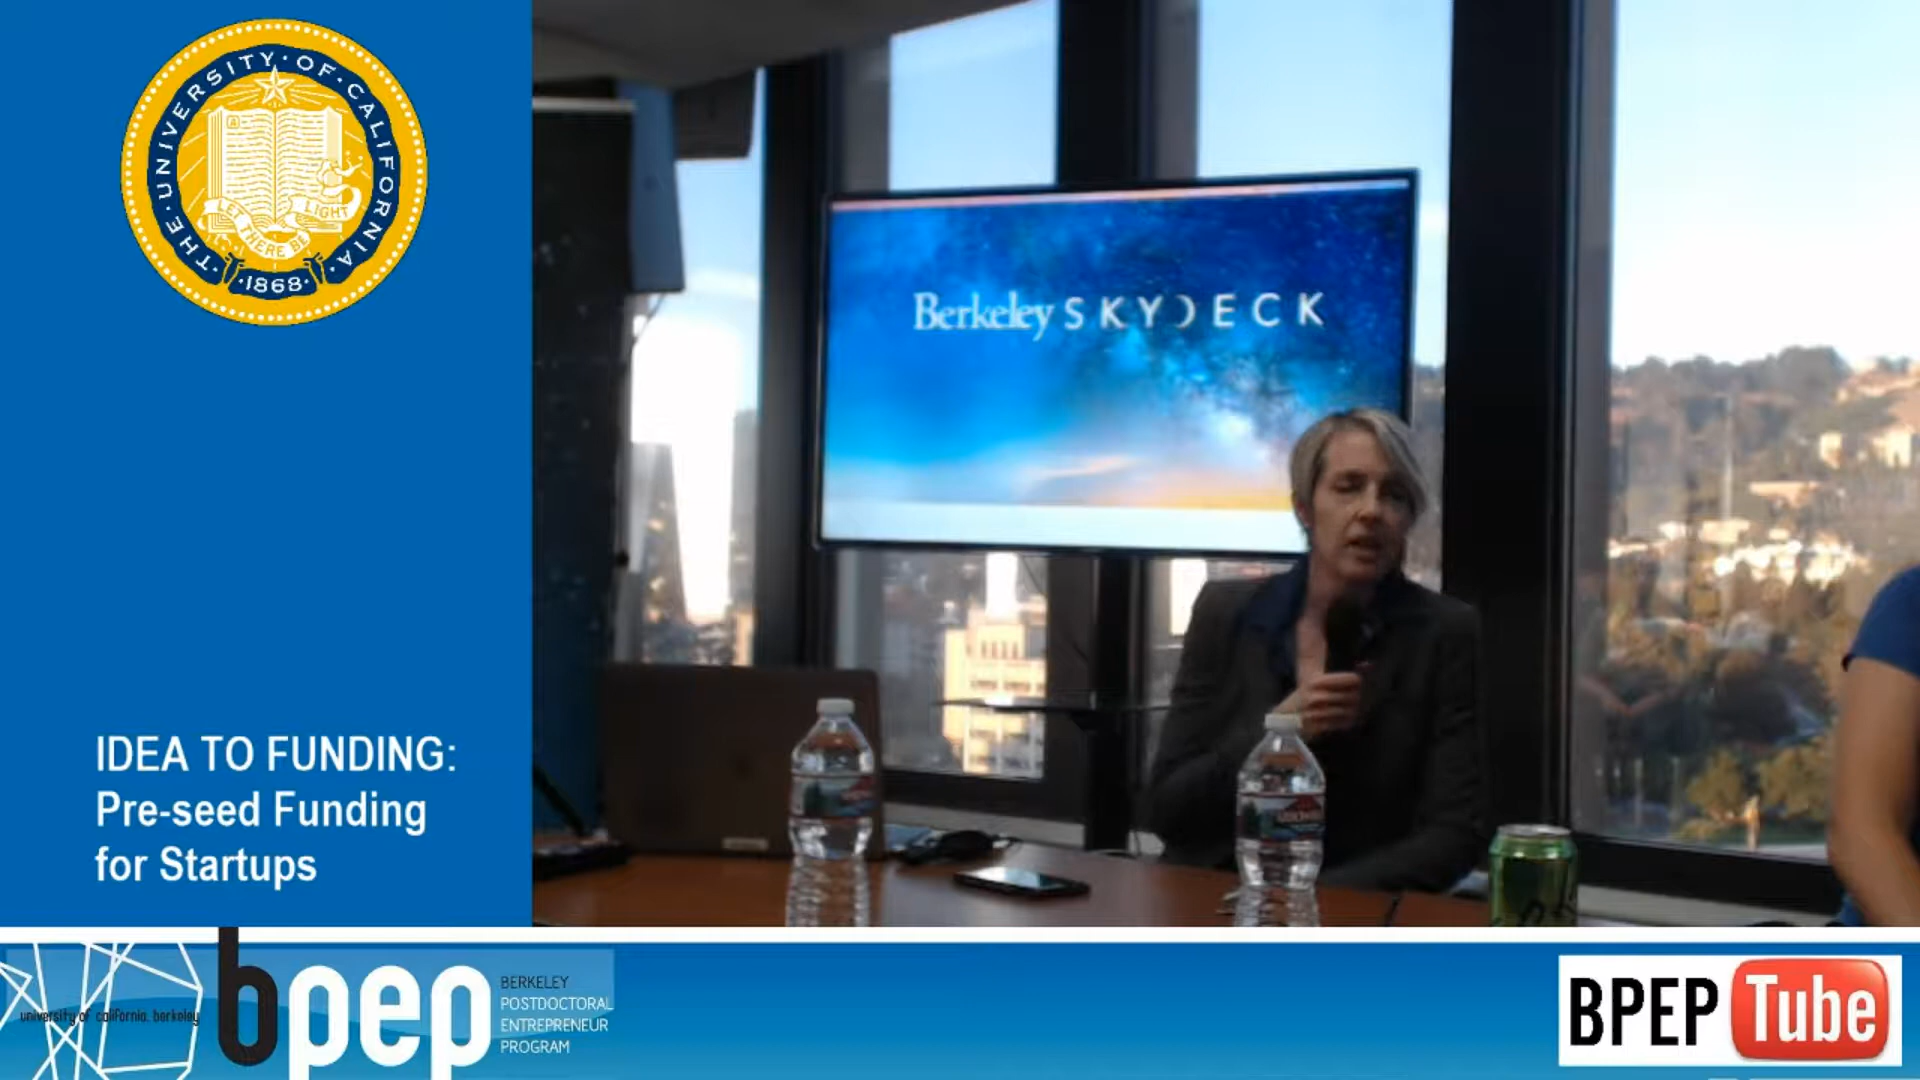 THE·UNIVERSITY·OF·CALIFORNIA
LET THERE BE LIGHT
·1868·
Berkeley SKYDECK
IDEA TO FUNDING:
Pre-seed Funding
for Startups
university of california. berkeley
bpep
BERKELEY
POSTDOCTORAL
ENTREPRENEUR
PROGRAM
BPEP Tube